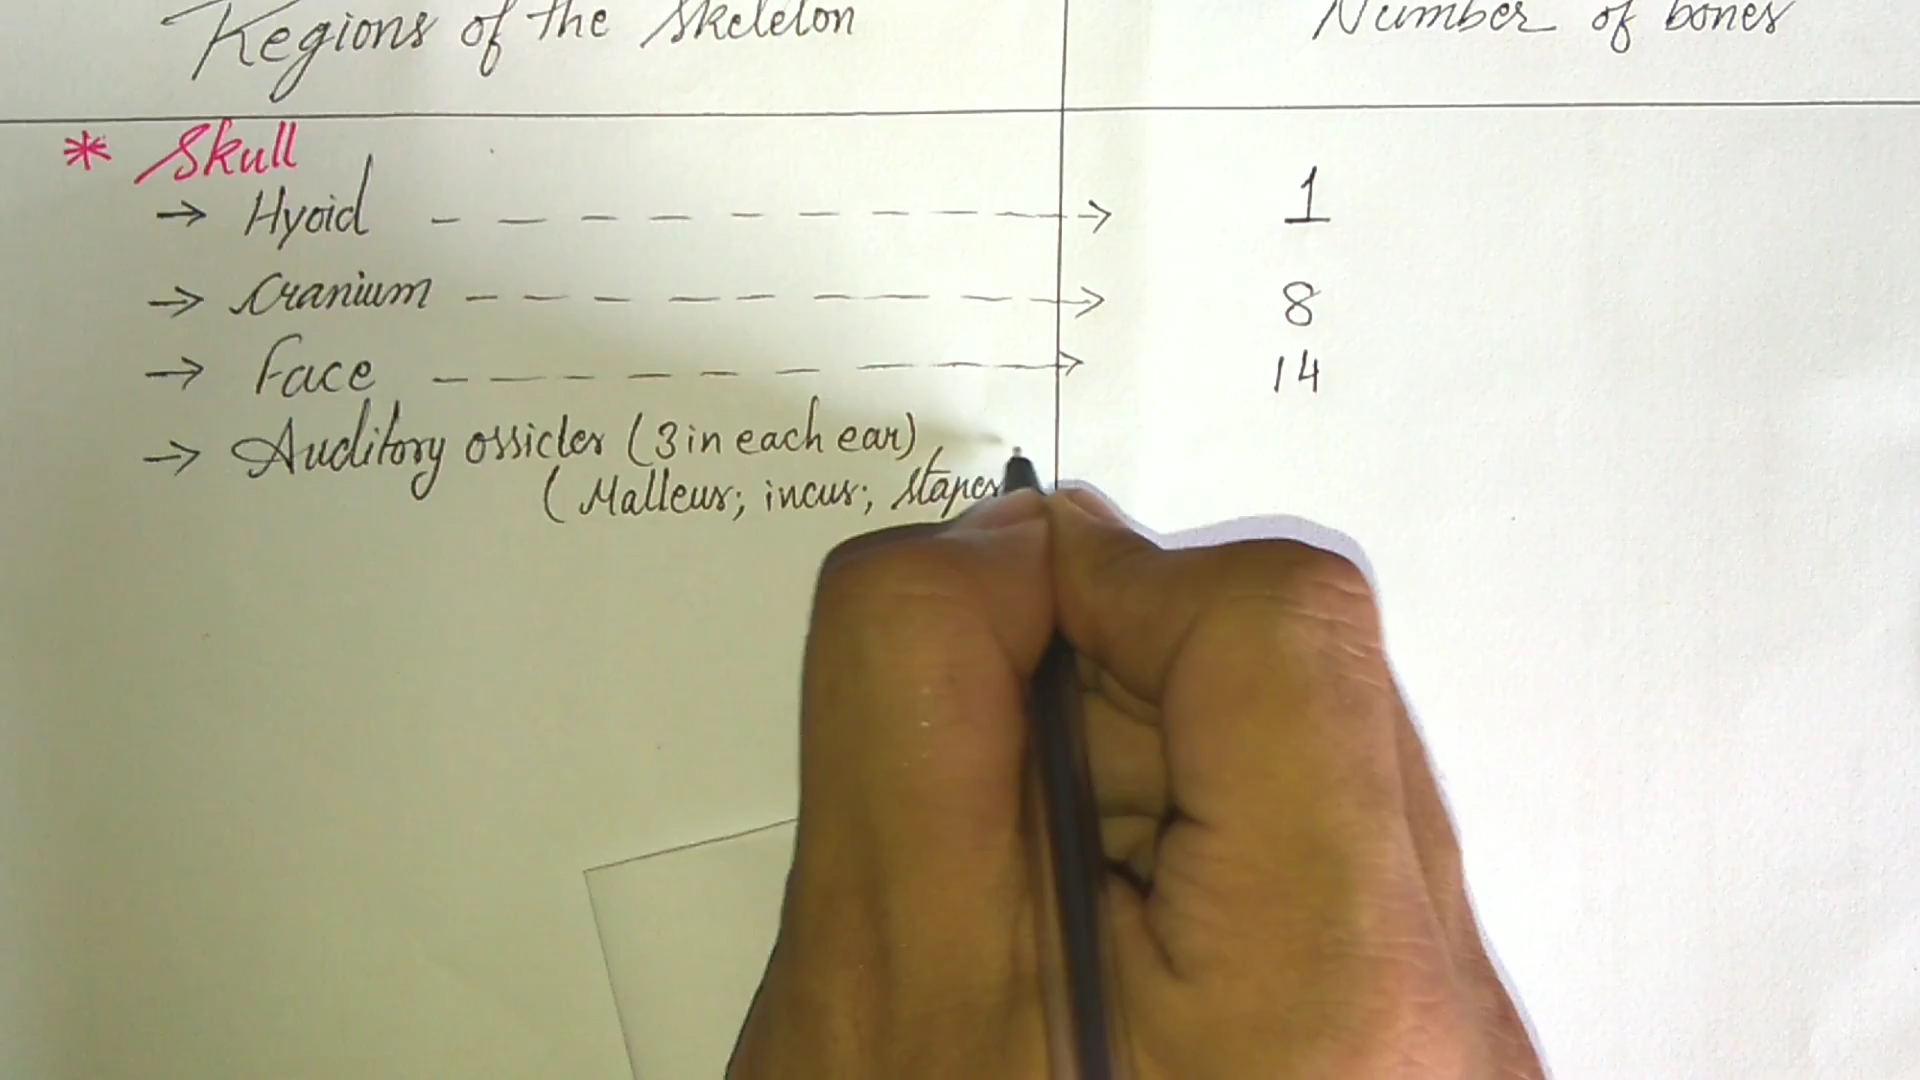 Regions of the Skeleton Number of bones
* Skull
→ Hyoid – – – – – – – – → 1
→ Cranium – – – – – – – – → 8
→ Face – – – – – – – – → 14
→ Auditory ossicles (3 in each ear)
(Malleus; incus; stapes